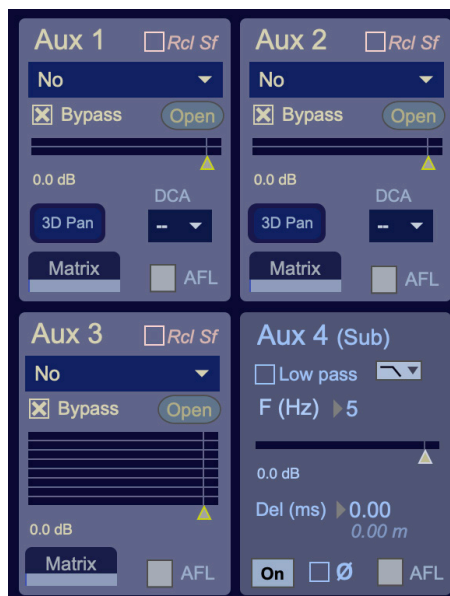 Aux 1 Rcl Sf
No
Bypass Open
0.0 dB
DCA
3D Pan --
Matrix AFL
Aux 2 Rcl Sf
No
Bypass Open
0.0 dB
DCA
3D Pan --
Matrix AFL
Aux 3 Rcl Sf
No
Bypass Open
0.0 dB
Matrix AFL
Aux 4 (Sub)
Low pass
F (Hz) 5
0.0 dB
Del (ms) 0.00
0.00 m
On Ø AFL